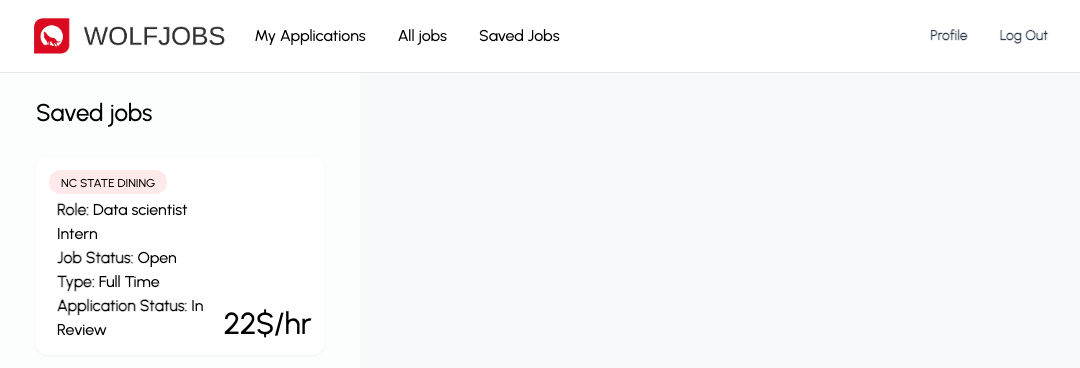 WOLFJOBS My Applications All jobs Saved Jobs Profile Log Out
Saved jobs
NC STATE DINING
Role: Data scientist
Intern
Job Status: Open
Type: Full Time
Application Status: In
Review
22$/hr